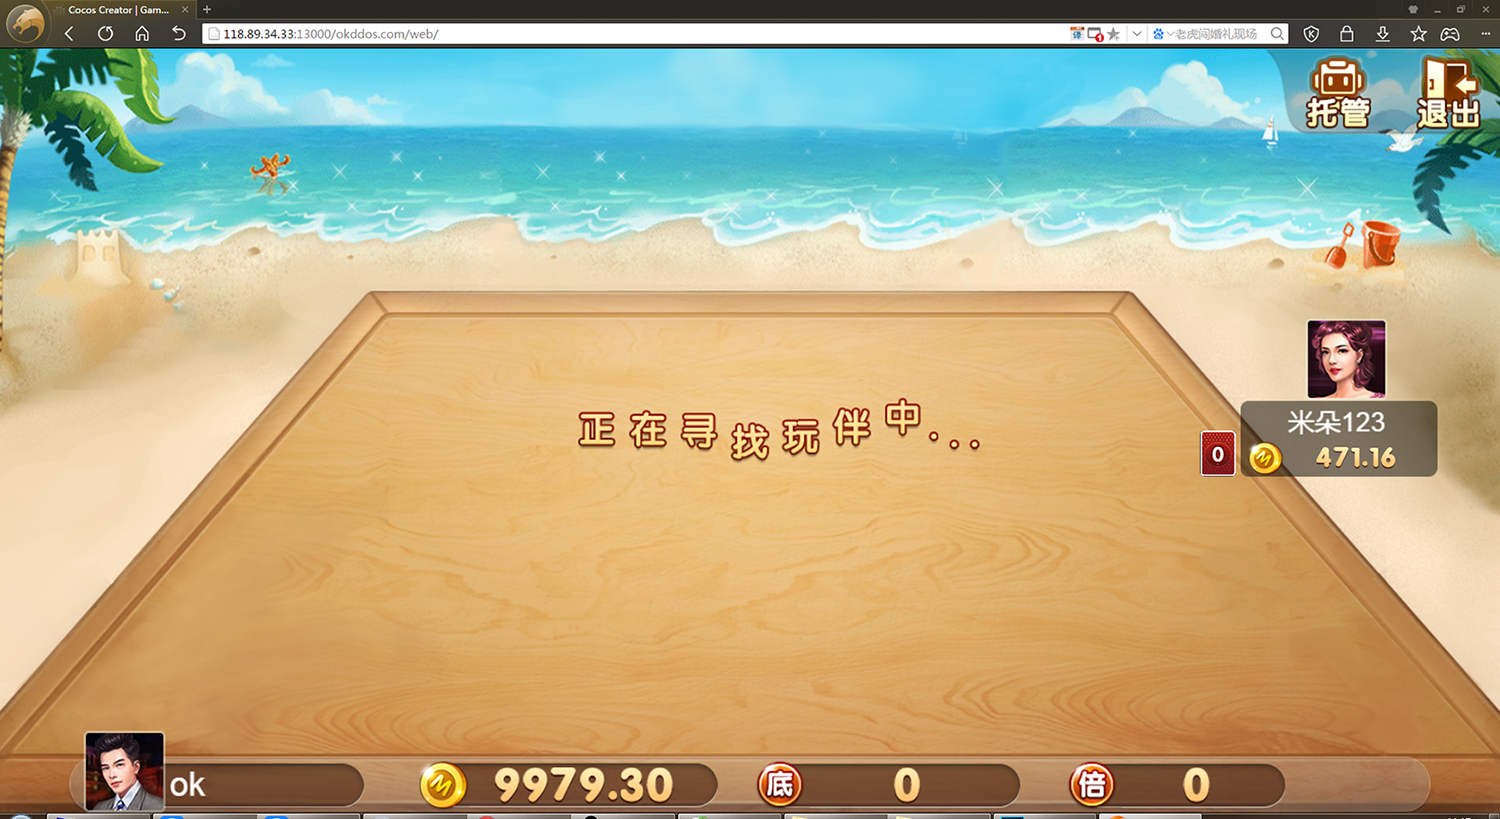 Cocos Creator | Gam...
118.89.34.33:13000/okddos.com/web/
老虎闯婚礼现场
托管
退出
正在寻找玩伴中...
米朵123
0
471.16
ok
9979.30
底
0
倍
0